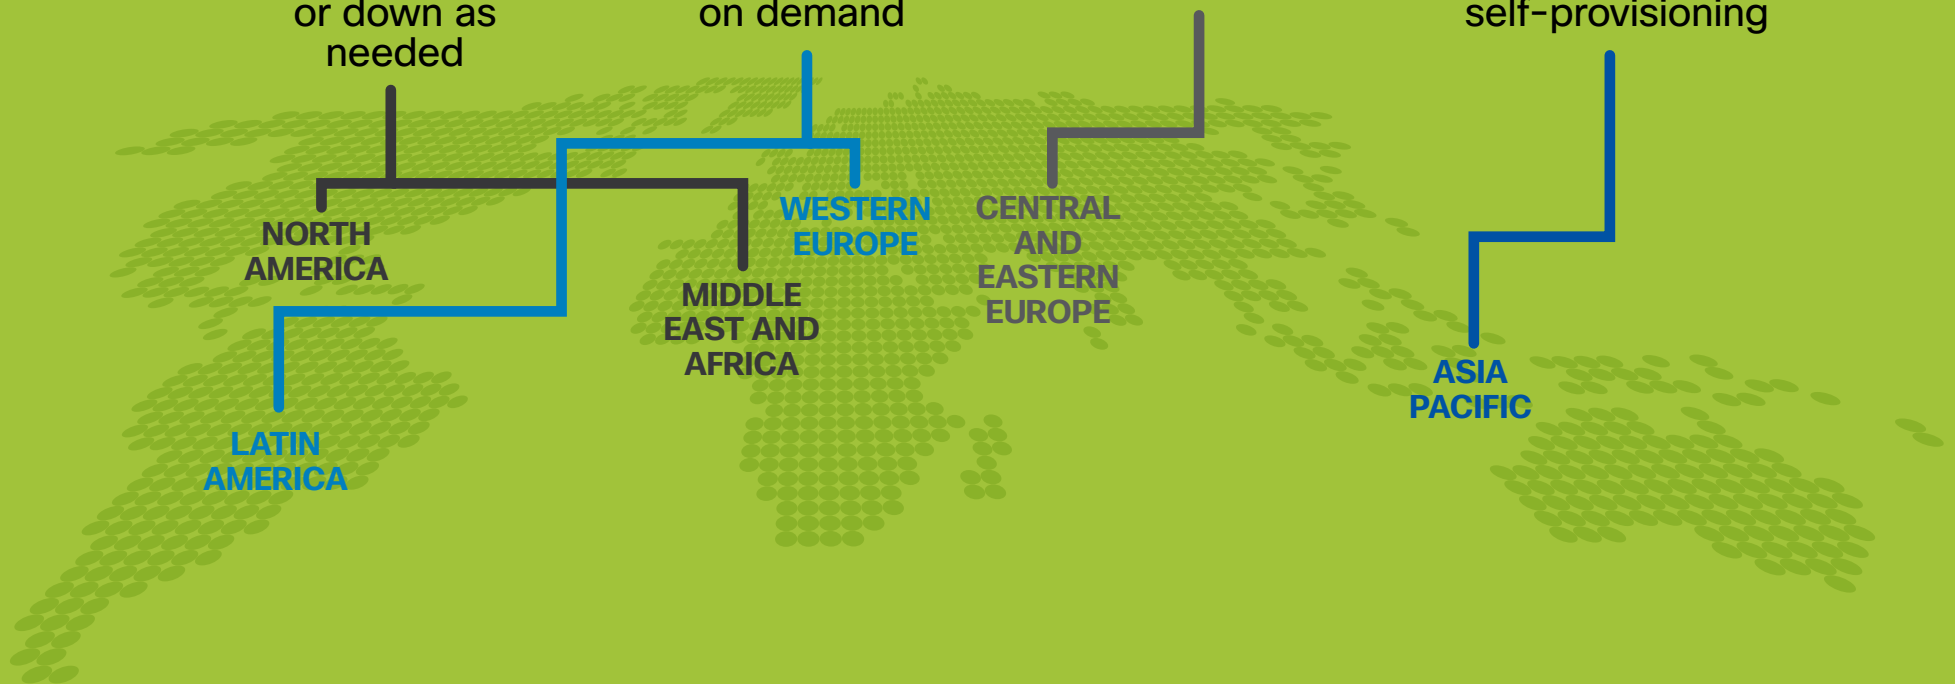 or down as
needed
on demand
self-provisioning
NORTH
AMERICA
WESTERN
EUROPE
CENTRAL
AND
EASTERN
EUROPE
MIDDLE
EAST AND
AFRICA
ASIA
PACIFIC
LATIN
AMERICA